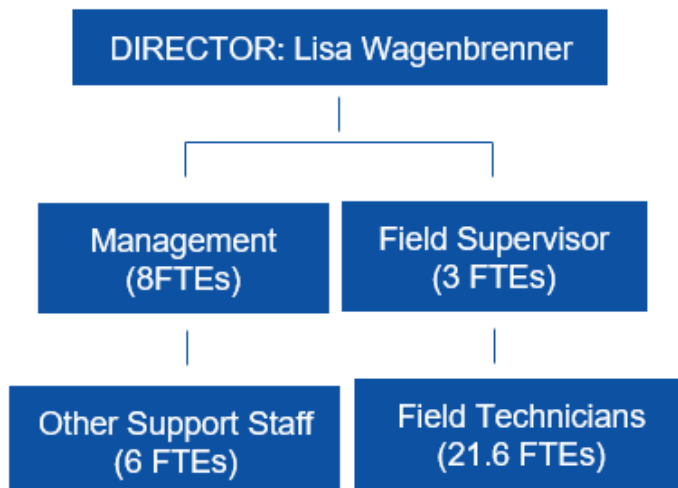 DIRECTOR: Lisa Wagenbrenner
Management
(8FTEs)
Field Supervisor
(3 FTEs)
Other Support Staff
(6 FTEs)
Field Technicians
(21.6 FTEs)